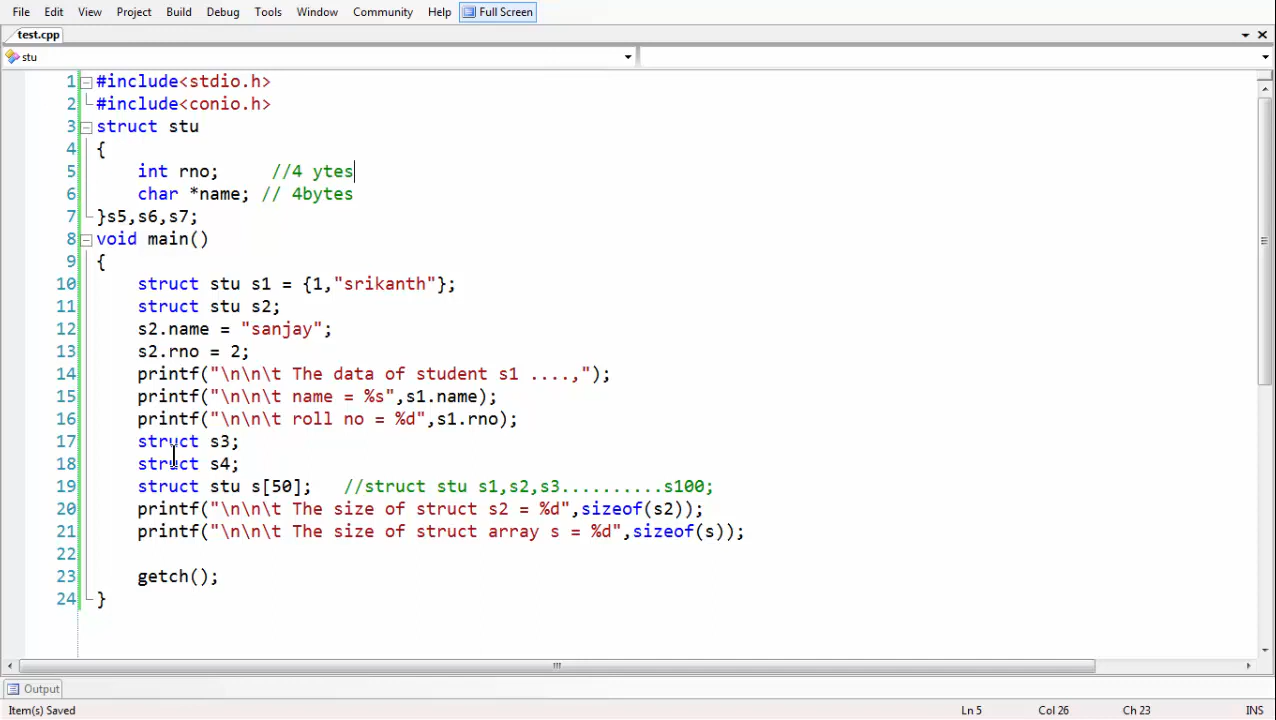 File Edit View Project Build Debug Tools Window Community Help Full Screen
test.cpp
stu
1 #include<stdio.h>
2 #include<conio.h>
3 struct stu
4 {
5 int rno; //4 ytes
6 char *name; // 4bytes
7 }s5,s6,s7;
8 void main()
9 {
10 struct stu s1 = {1,"srikanth"};
11 struct stu s2;
12 s2.name = "sanjay";
13 s2.rno = 2;
14 printf("\n\n\t The data of student s1 ....,");
15 printf("\n\n\t name = %s",s1.name);
16 printf("\n\n\t roll no = %d",s1.rno);
17 struct s3;
18 struct s4;
19 struct stu s[50]; //struct stu s1,s2,s3..........s100;
20 printf("\n\n\t The size of struct s2 = %d",sizeof(s2));
21 printf("\n\n\t The size of struct array s = %d",sizeof(s));
22
23 getch();
24 }
Output
Item(s) Saved Ln 5 Col 26 Ch 23 INS